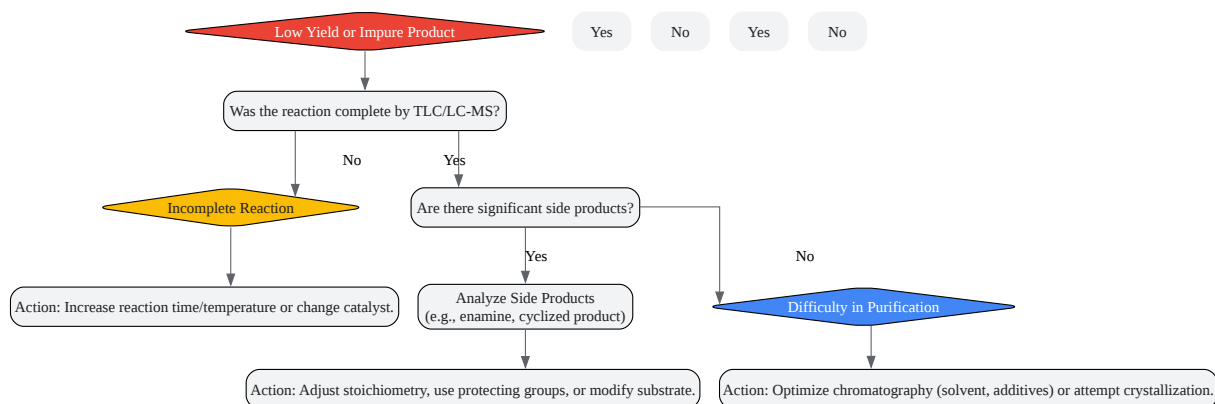 Low Yield or Impure Product
Yes
No
Yes
No
Was the reaction complete by TLC/LC-MS?
No
Yes
Incomplete Reaction
Are there significant side products?
Yes
No
Action: Increase reaction time/temperature or change catalyst.
Analyze Side Products
(e.g., enamine, cyclized product)
Difficulty in Purification
Action: Adjust stoichiometry, use protecting groups, or modify substrate.
Action: Optimize chromatography (solvent, additives) or attempt crystallization.